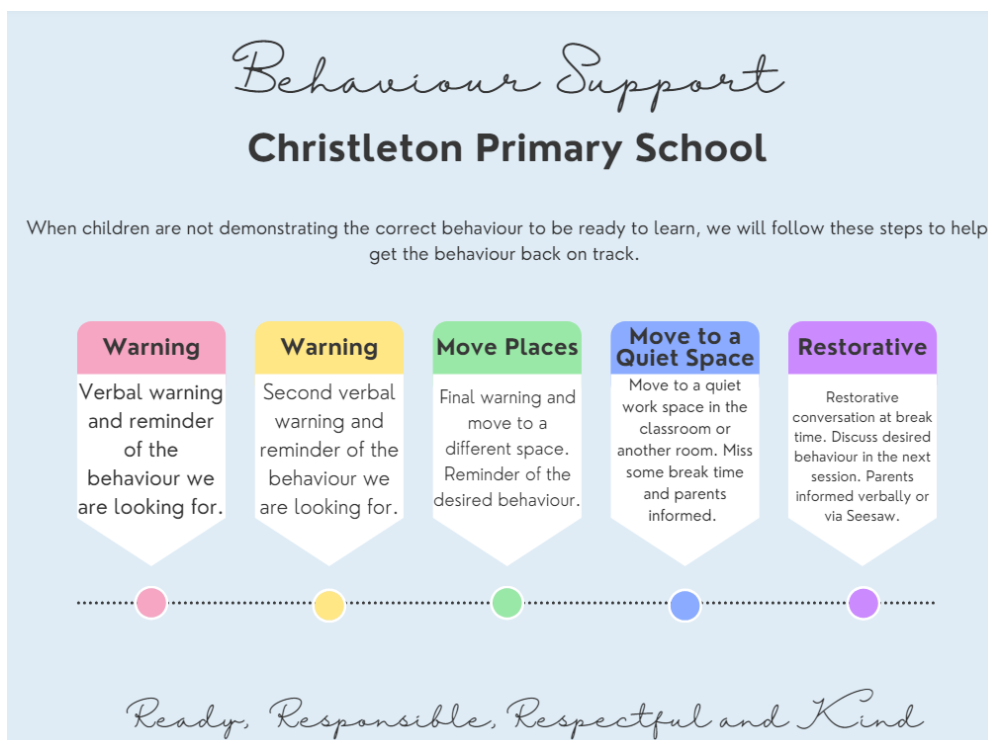 Behaviour Support
Christleton Primary School
When children are not demonstrating the correct behaviour to be ready to learn, we will follow these steps to help
get the behaviour back on track.
Warning
Verbal warning
and reminder
of the
behaviour we
are looking for.
Warning
Second verbal
warning and
reminder of the
behaviour we
are looking for.
Move Places
Final warning and
move to a
different space.
Reminder of the
desired behaviour.
Move to a
Quiet Space
Move to a quiet
work space in the
classroom or
another room. Miss
some break time
and parents
informed.
Restorative
Restorative
conversation at break
time. Discuss desired
behaviour in the next
session. Parents
informed verbally or
via Seesaw.
Ready, Responsible, Respectful and Kind